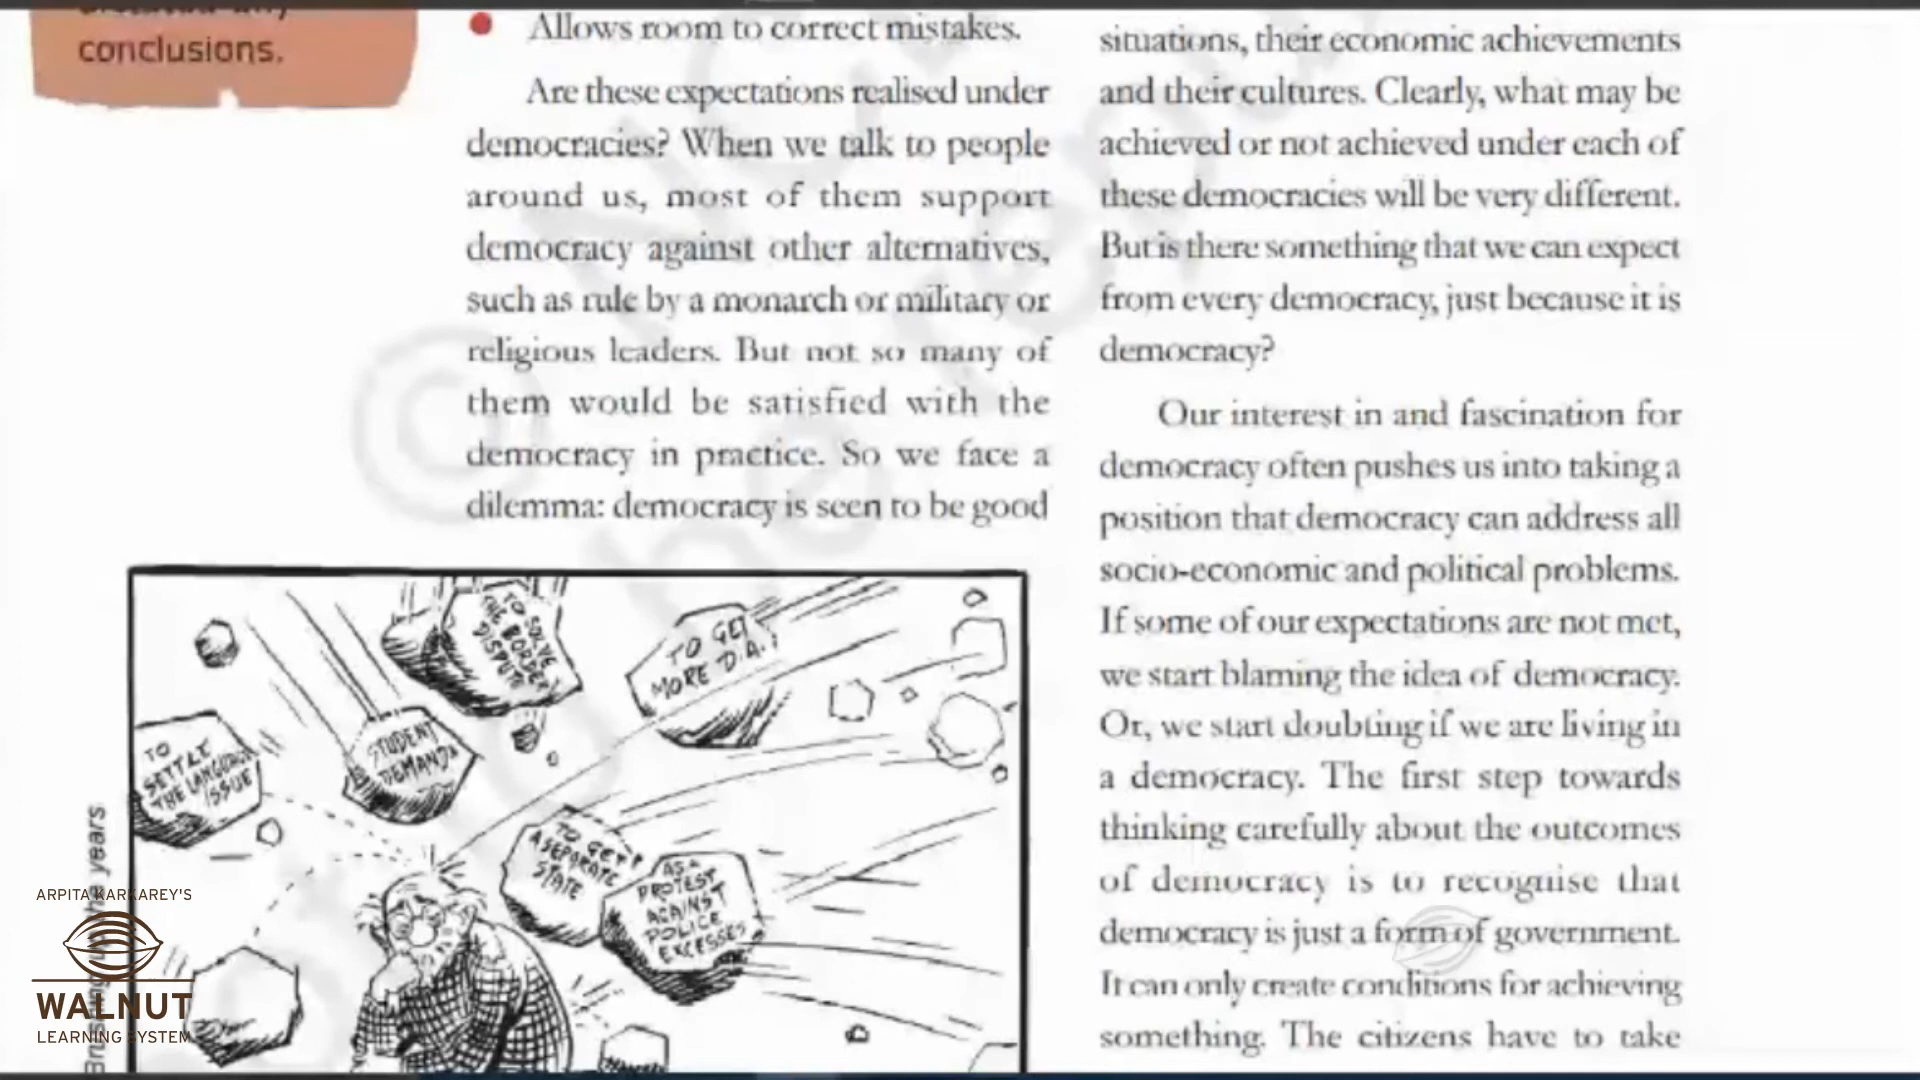 conclusions.
Allows room to correct mistakes.
Are these expectations realised under
democracies? When we talk to people
around us, most of them support
democracy against other alternatives,
such as rule by a monarch or military or
religious leaders. But not so many of
them would be satisfied with the
democracy in practice. So we face a
dilemma: democracy is seen to be good
situations, their economic achievements
and their cultures. Clearly, what may be
achieved or not achieved under each of
these democracies will be very different.
But is there something that we can expect
from every democracy, just because it is
democracy?
Our interest in and fascination for
democracy often pushes us into taking a
position that democracy can address all
socio-economic and political problems.
If some of our expectations are not met,
we start blaming the idea of democracy.
Or, we start doubting if we are living in
a democracy. The first step towards
thinking carefully about the outcomes
of democracy is to recognise that
democracy is just a form of government.
It can only create conditions for achieving
something. The citizens have to take
TO SOLVE
THE BORDER
DISPUTE
TO GET
MORE D.A.
TO
SETTLE
THE LANGUAGE
ISSUE
STUDENT
DEMANDS
TO GET
A SEPARATE
STATE
AS A
PROTEST
AGAINST
POLICE
EXCESSES
years
ARPITA KARKAREY'S
WALNUT
LEARNING SYSTEM